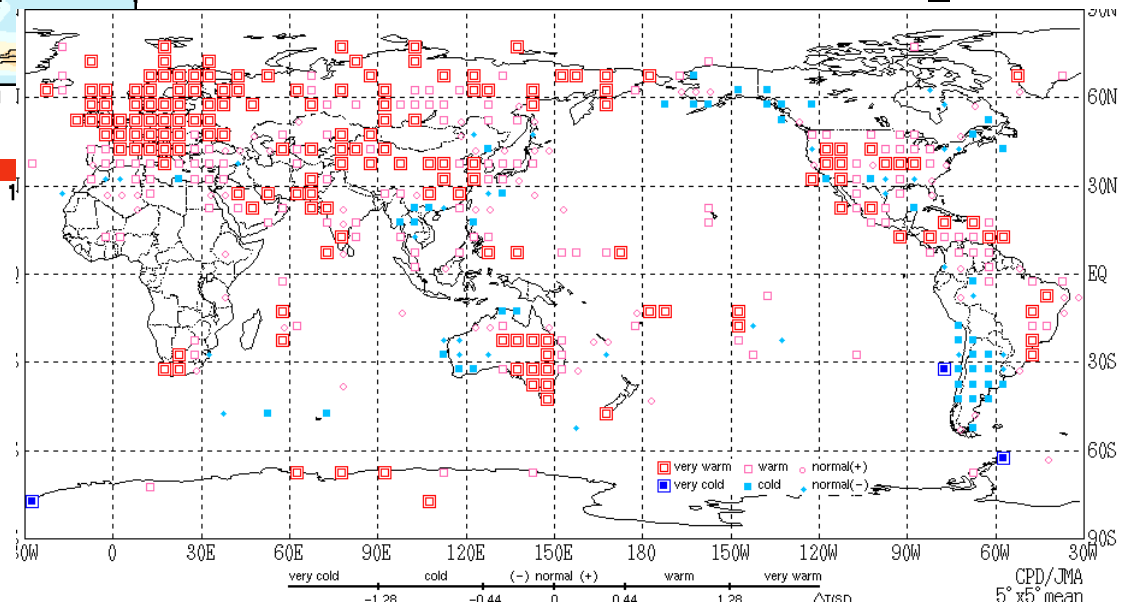 60N
30N
EQ
30S
60S
90S
very warm warm normal(+)
very cold cold normal(-)
0 30E 60E 90E 120E 150E 180 150W 120W 90W 60W 30W
very cold cold (-) normal (+) warm very warm
-1.28 -0.44 0 0.44 1.28
CPD/JMA
5°x5°mean